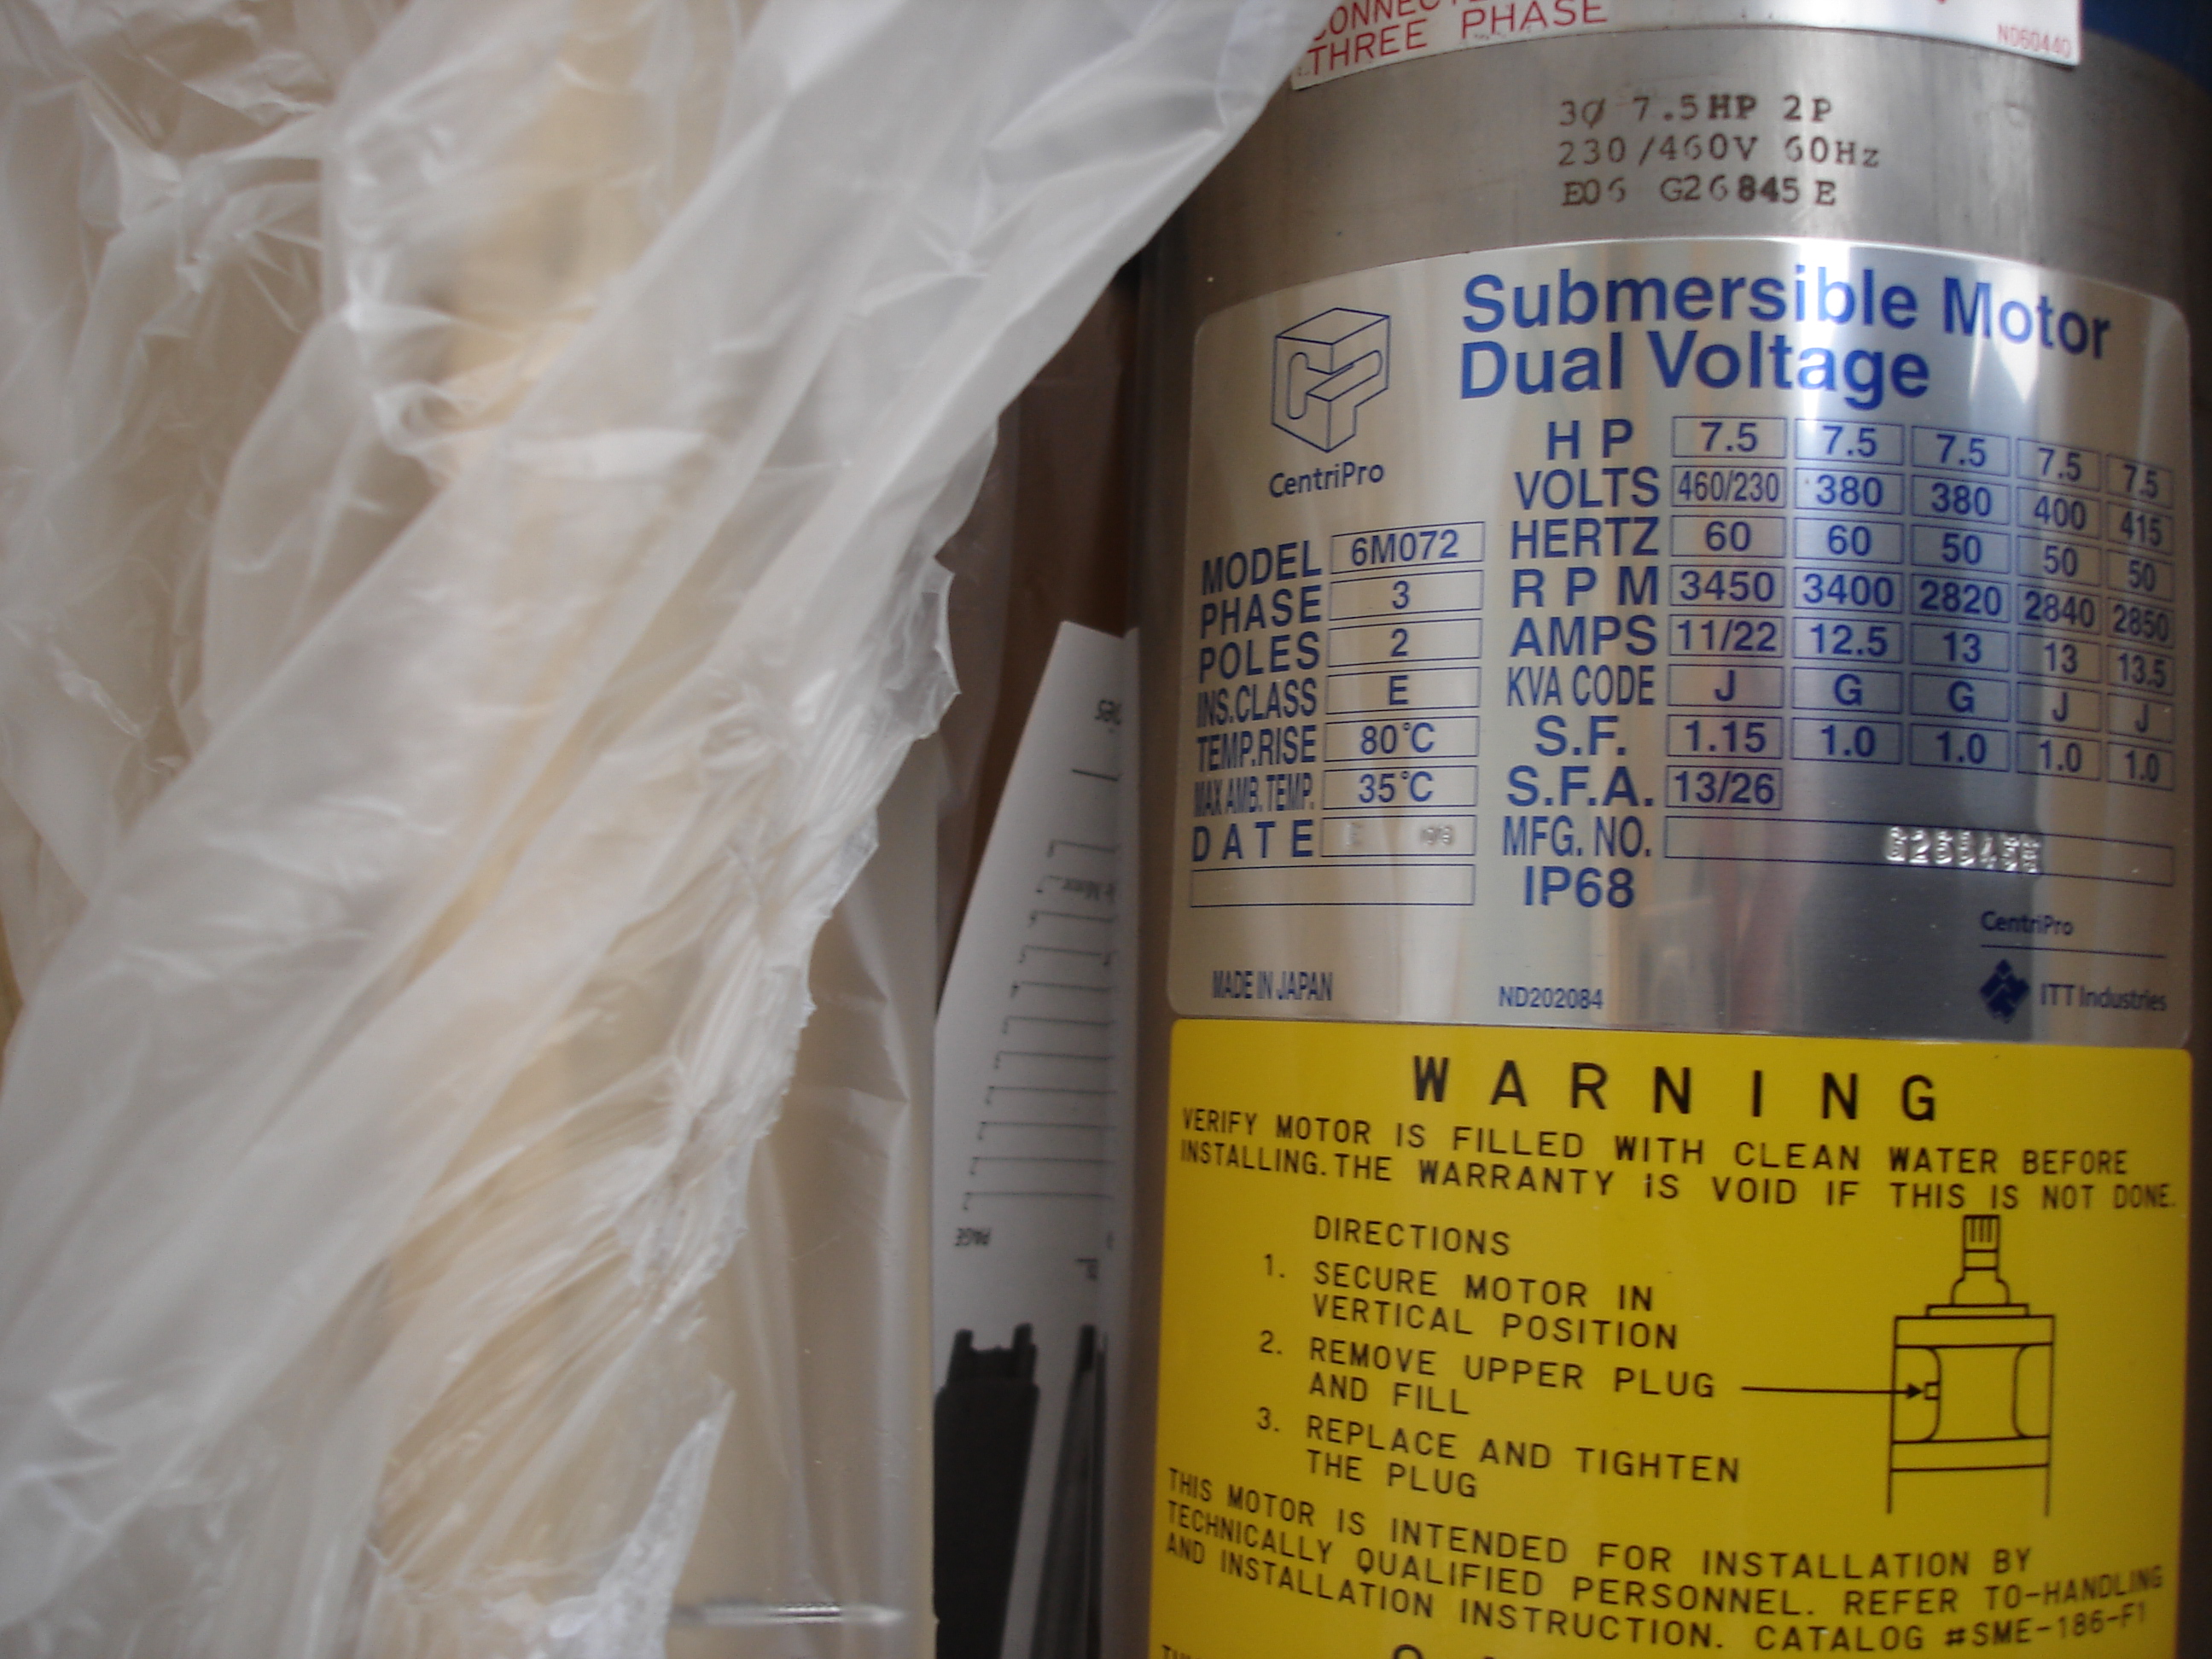 THREE PHASE
ND60440
3Ø 7.5HP 2P
230/460V 60Hz
E06 G26845E
Submersible Motor
Dual Voltage
CentriPro
HP 7.5 7.5 7.5 7.5 7.5
VOLTS 460/230 380 380 400 415
HERTZ 60 60 50 50 50
RPM 3450 3400 2820 2840 2850
AMPS 11/22 12.5 13 13 13.5
KVA CODE J G G J J
S.F. 1.15 1.0 1.0 1.0 1.0
S.F.A. 13/26
MFG. NO. G26845E
IP68
MODEL 6M072
PHASE 3
POLES 2
INS.CLASS E
TEMP.RISE 80°C
MAX AMB. TEMP. 35°C
DATE E
MADE IN JAPAN
ND202084
CentriPro
ITT Industries
WARNING
VERIFY MOTOR IS FILLED WITH CLEAN WATER BEFORE
INSTALLING. THE WARRANTY iS VOID IF THIS IS NOT DONE.
DIRECTIONS
1. SECURE MOTOR IN
VERTICAL POSITION
2. REMOVE UPPER PLUG
AND FILL
3. REPLACE AND TIGHTEN
THE PLUG
THIS MOTOR IS INTENDED FOR INSTALLATION BY
TECHNICALLY QUALIFIED PERSONNEL. REFER TO-HANDLING
AND INSTALLATION INSTRUCTION. CATALOG #SME-186-F1
PAGE